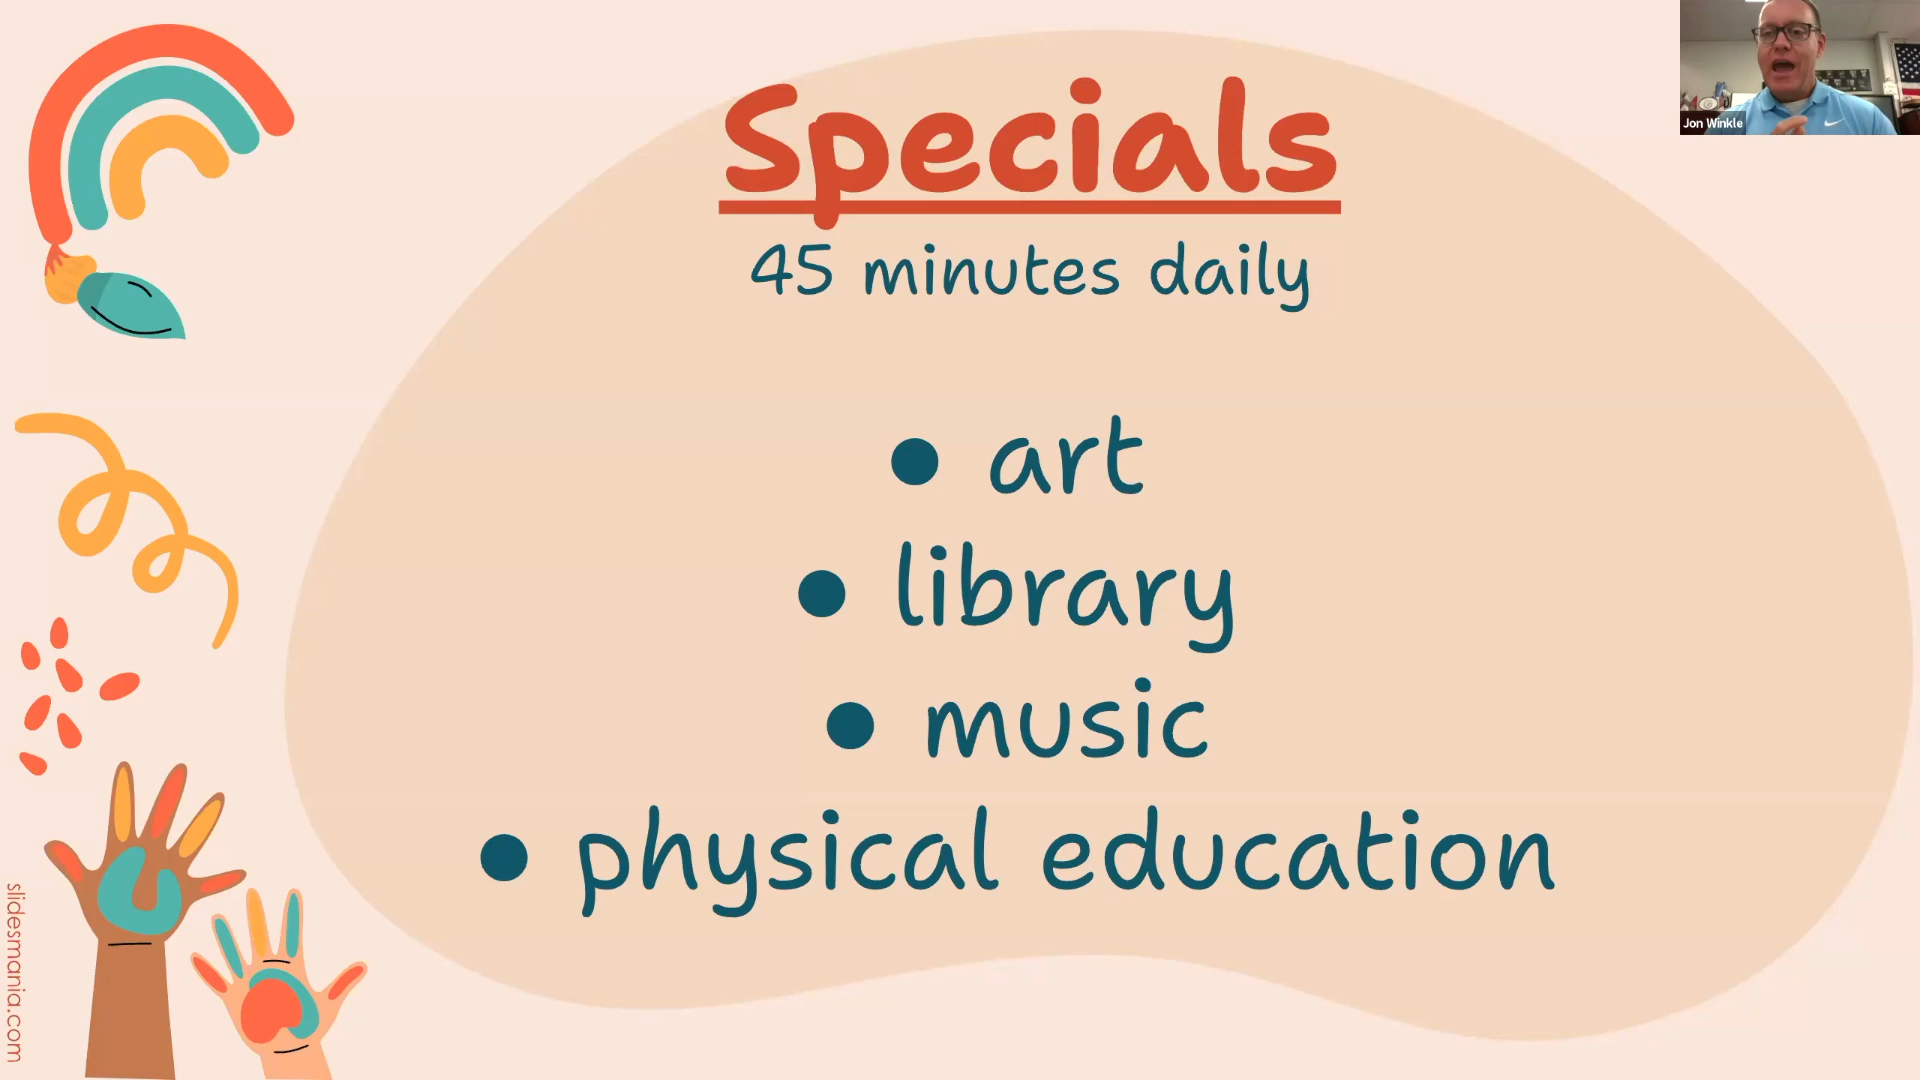 Specials
45 minutes daily
● art
● library
● music
● physical education
Jon Winkle
slidesmania.com